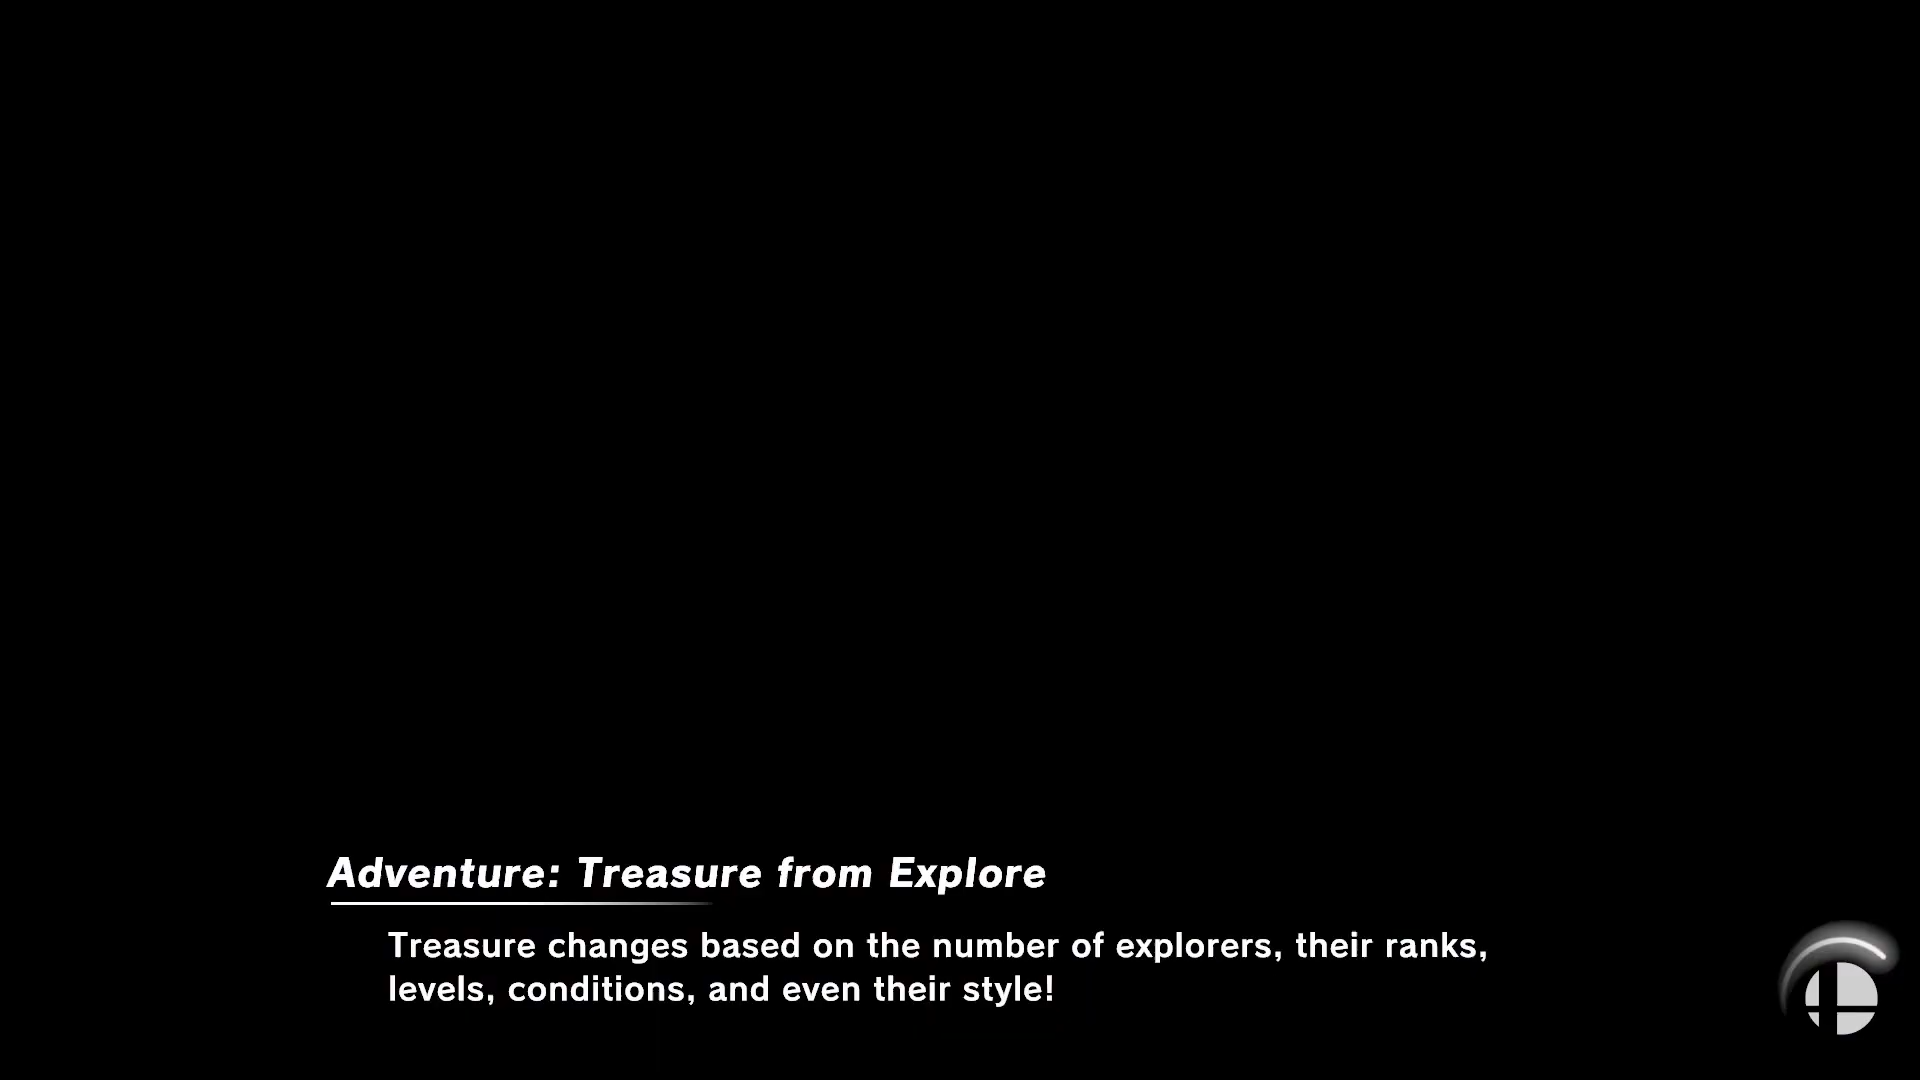 Adventure: Treasure from Explore
Treasure changes based on the number of explorers, their ranks,
levels, conditions, and even their style!